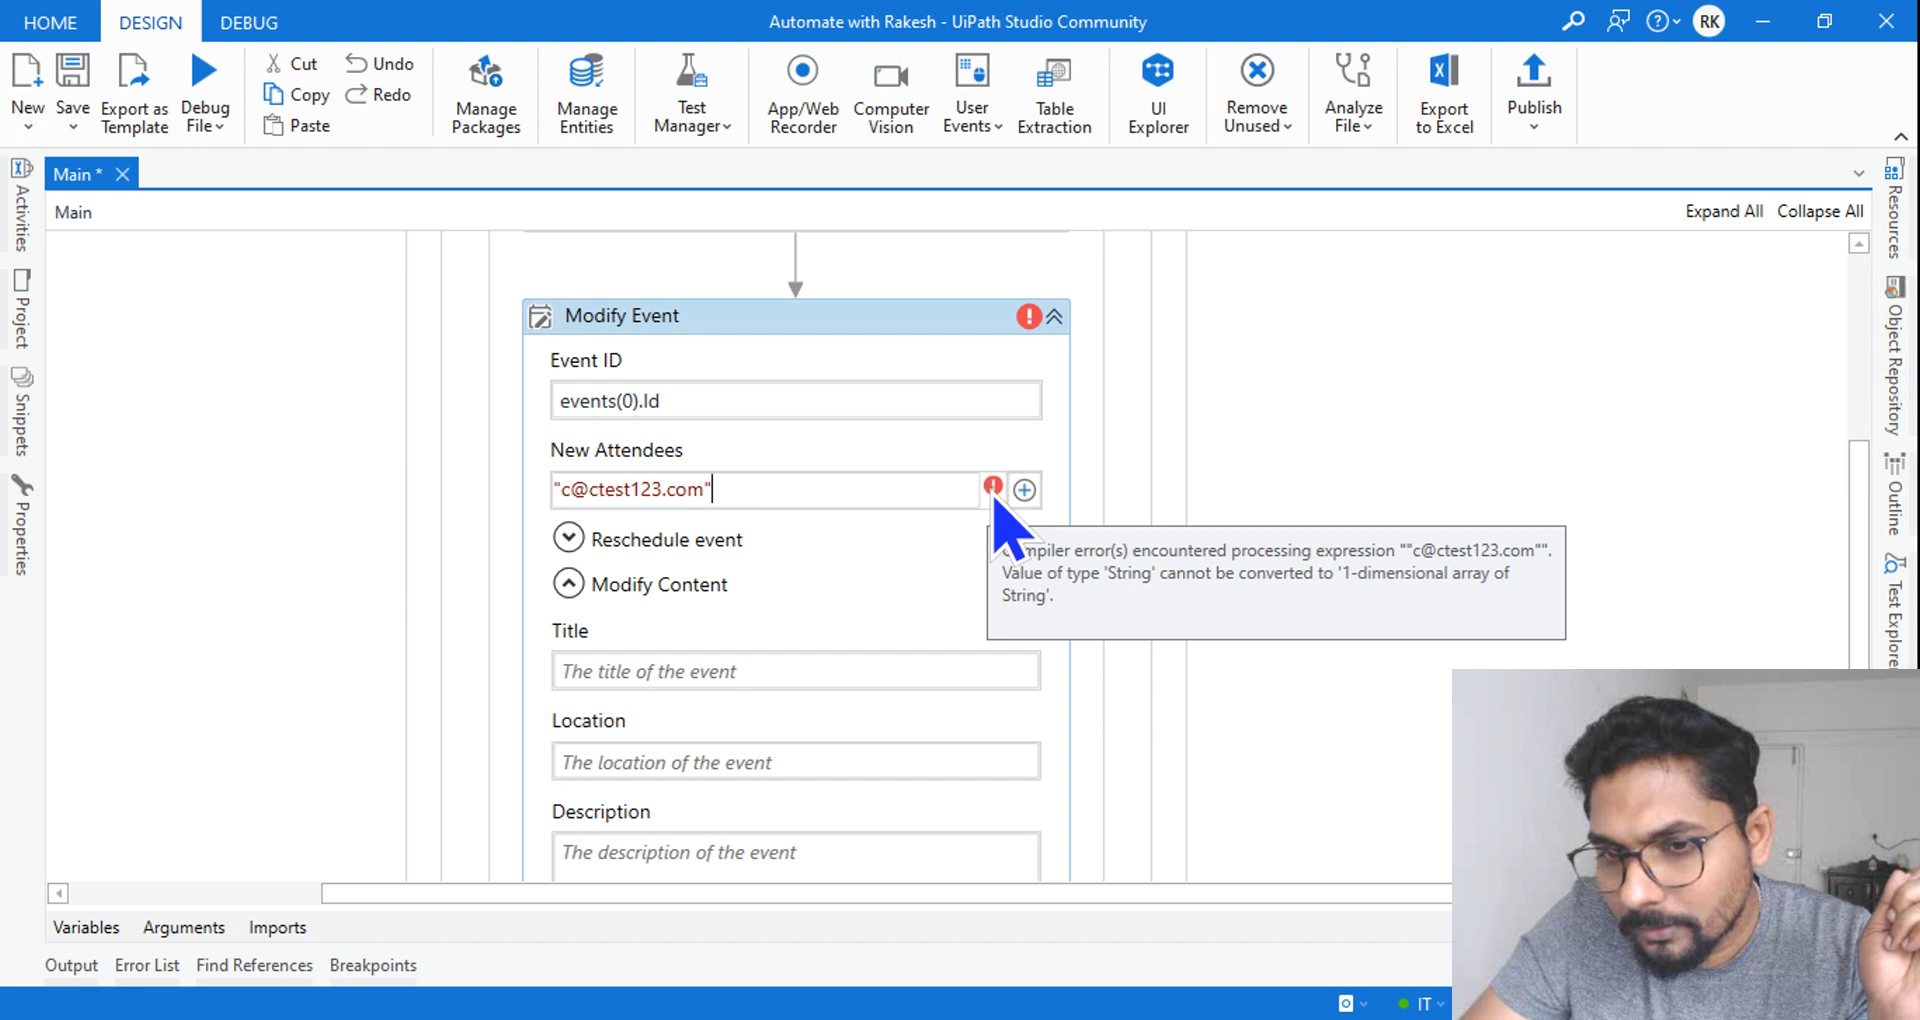 HOME DESIGN DEBUG
Automate with Rakesh - UiPath Studio Community
RK
New
Save
Export as
Template
Debug
File
Cut
Copy
Paste
Undo
Redo
Manage
Packages
Manage
Entities
Test
Manager
App/Web
Recorder
Computer
Vision
User
Events
Table
Extraction
UI
Explorer
Remove
Unused
Analyze
File
Export
to Excel
Publish
Main *
Main
Expand All Collapse All
Activities
Project
Snippets
Properties
Resources
Object Repository
Outline
Test Explorer
Modify Event
Event ID
events(0).Id
New Attendees
"c@ctest123.com"
Reschedule event
Modify Content
error(s) encountered processing expression ""c@ctest123.com"".
Value of type 'String' cannot be converted to '1-dimensional array of
String'.
Title
The title of the event
Location
The location of the event
Description
The description of the event
Variables Arguments Imports
Output Error List Find References Breakpoints
IT